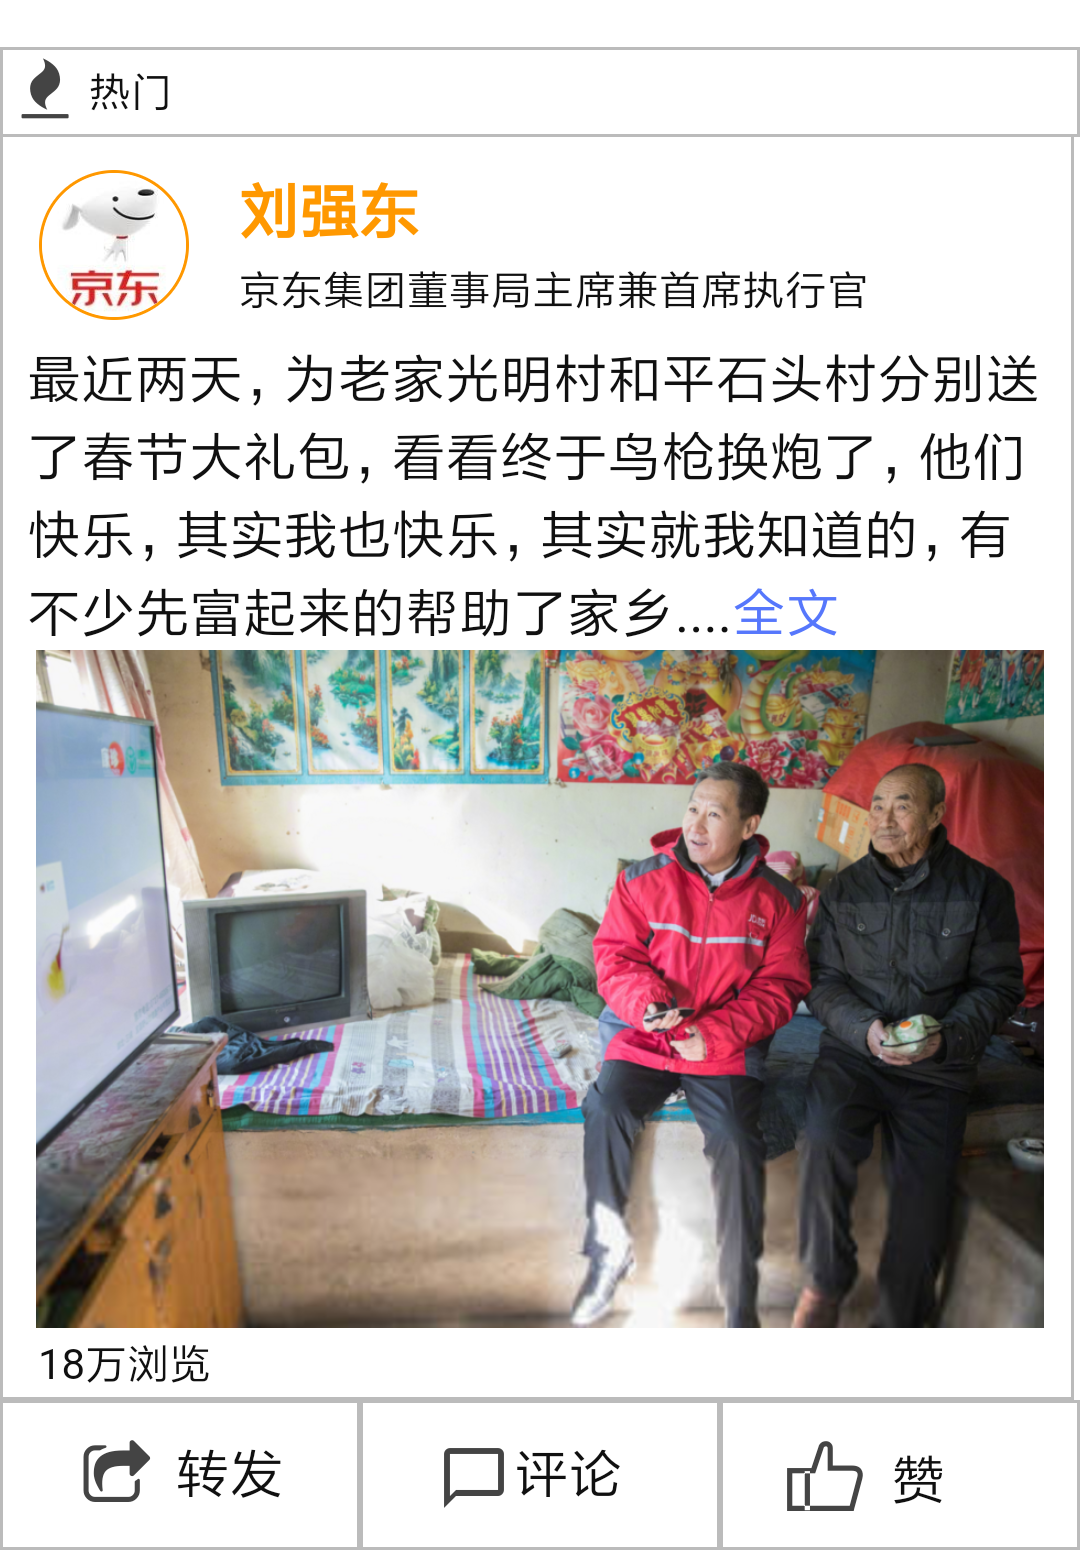 热门
京东
刘强东
京东集团董事局主席兼首席执行官
最近两天，为老家光明村和平石头村分别送
了春节大礼包，看看终于鸟枪换炮了，他们
快乐，其实我也快乐，其实就我知道的，有
不少先富起来的帮助了家乡....全文
18万浏览
转发
评论
赞